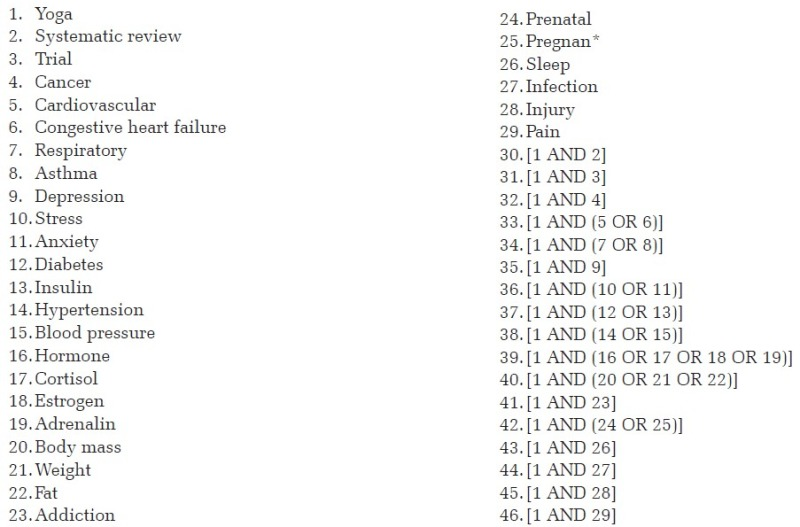 1. Yoga
2. Systematic review
3. Trial
4. Cancer
5. Cardiovascular
6. Congestive heart failure
7. Respiratory
8. Asthma
9. Depression
10. Stress
11. Anxiety
12. Diabetes
13. Insulin
14. Hypertension
15. Blood pressure
16. Hormone
17. Cortisol
18. Estrogen
19. Adrenalin
20. Body mass
21. Weight
22. Fat
23. Addiction
24. Prenatal
25. Pregnan*
26. Sleep
27. Infection
28. Injury
29. Pain
30. [1 AND 2]
31. [1 AND 3]
32. [1 AND 4]
33. [1 AND (5 OR 6)]
34. [1 AND (7 OR 8)]
35. [1 AND 9]
36. [1 AND (10 OR 11)]
37. [1 AND (12 OR 13)]
38. [1 AND (14 OR 15)]
39. [1 AND (16 OR 17 OR 18 OR 19)]
40. [1 AND (20 OR 21 OR 22)]
41. [1 AND 23]
42. [1 AND (24 OR 25)]
43. [1 AND 26]
44. [1 AND 27]
45. [1 AND 28]
46. [1 AND 29]